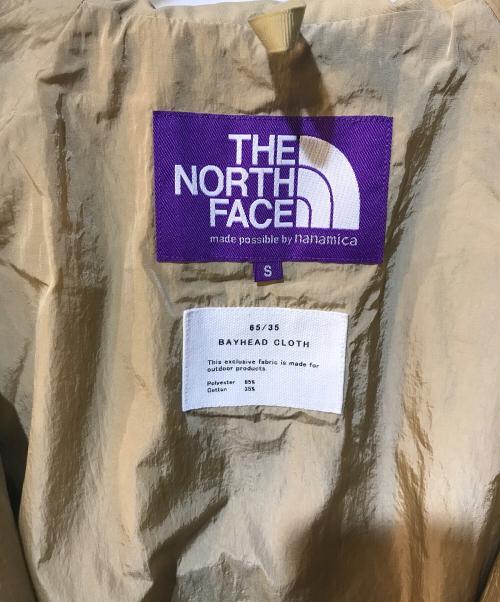 THE
NORTH
FACE
made possible by nanamica
S
65/35
BAYHEAD CLOTH
This exclusive fabric is made for
outdoor products.
Polyester 65%
Cotton 35%